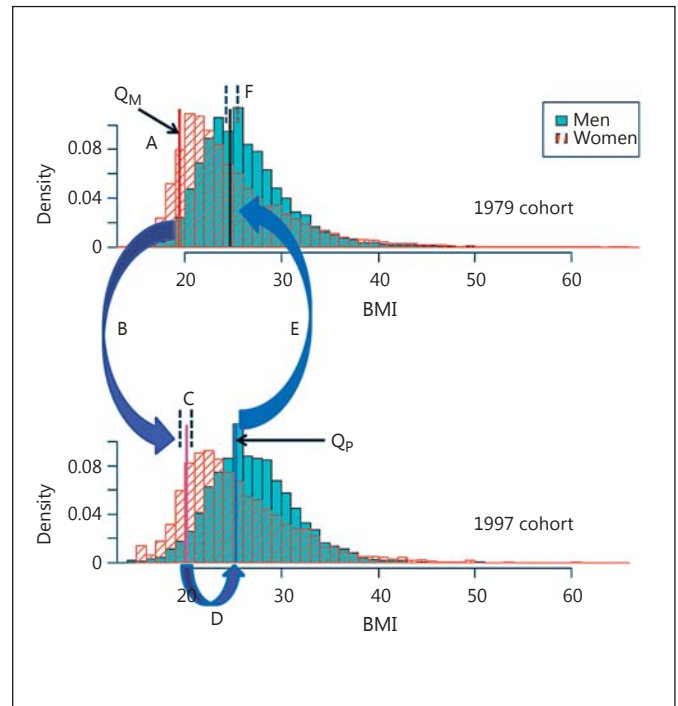 Q_M
F
A
Men
Women
0.08
0.04
0
Density
1979 cohort
20 30 40 50 60
BMI
B
E
C
Q_P
0.08
0.04
0
Density
1997 cohort
20 30 40 50 60
D
BMI